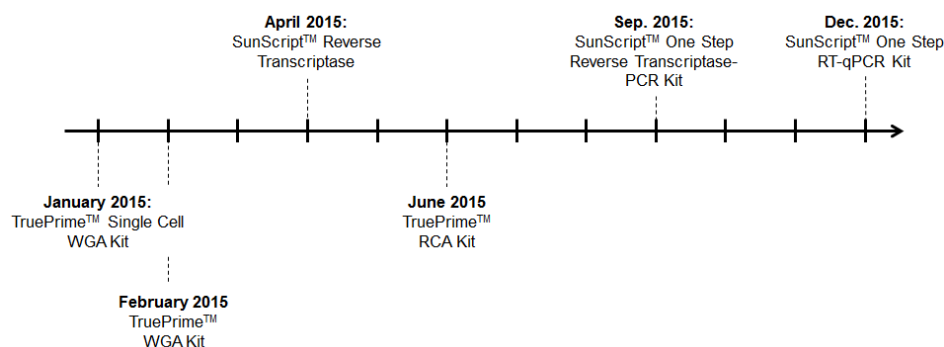 April 2015:
SunScript™ Reverse
Transcriptase
Sep. 2015:
SunScript™ One Step
Reverse Transcriptase-
PCR Kit
Dec. 2015:
SunScript™ One Step
RT-qPCR Kit
January 2015:
TruePrime™ Single Cell
WGA Kit
June 2015
TruePrime™
RCA Kit
February 2015
TruePrime™
WGA Kit